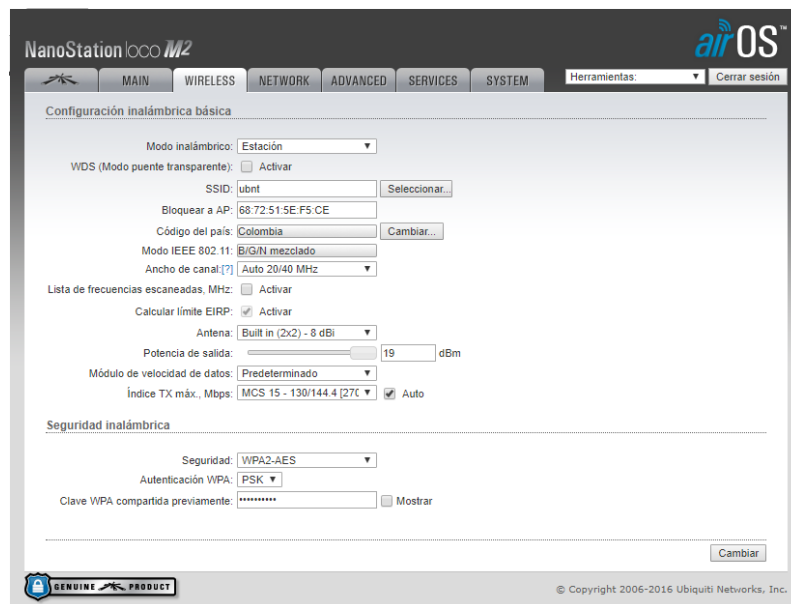 NanoStation loco M2
airOS™
MAIN WIRELESS NETWORK ADVANCED SERVICES SYSTEM Herramientas: Cerrar sesión
Configuración inalámbrica básica
Modo inalámbrico: Estación
WDS (Modo puente transparente): Activar
SSID: ubnt Seleccionar...
Bloquear a AP: 68:72:51:5E:F5:CE
Código del país: Colombia Cambiar...
Modo IEEE 802.11: B/G/N mezclado
Ancho de canal:[?] Auto 20/40 MHz
Lista de frecuencias escaneadas, MHz: Activar
Calcular límite EIRP: Activar
Antena: Built in (2x2) - 8 dBi
Potencia de salida: 19 dBm
Módulo de velocidad de datos: Predeterminado
Índice TX máx., Mbps: MCS 15 - 130/144.4 [270 Auto
Seguridad inalámbrica
Seguridad: WPA2-AES
Autenticación WPA: PSK
Clave WPA compartida previamente: •••••••••• Mostrar
Cambiar
GENUINE PRODUCT
© Copyright 2006-2016 Ubiquiti Networks, Inc.